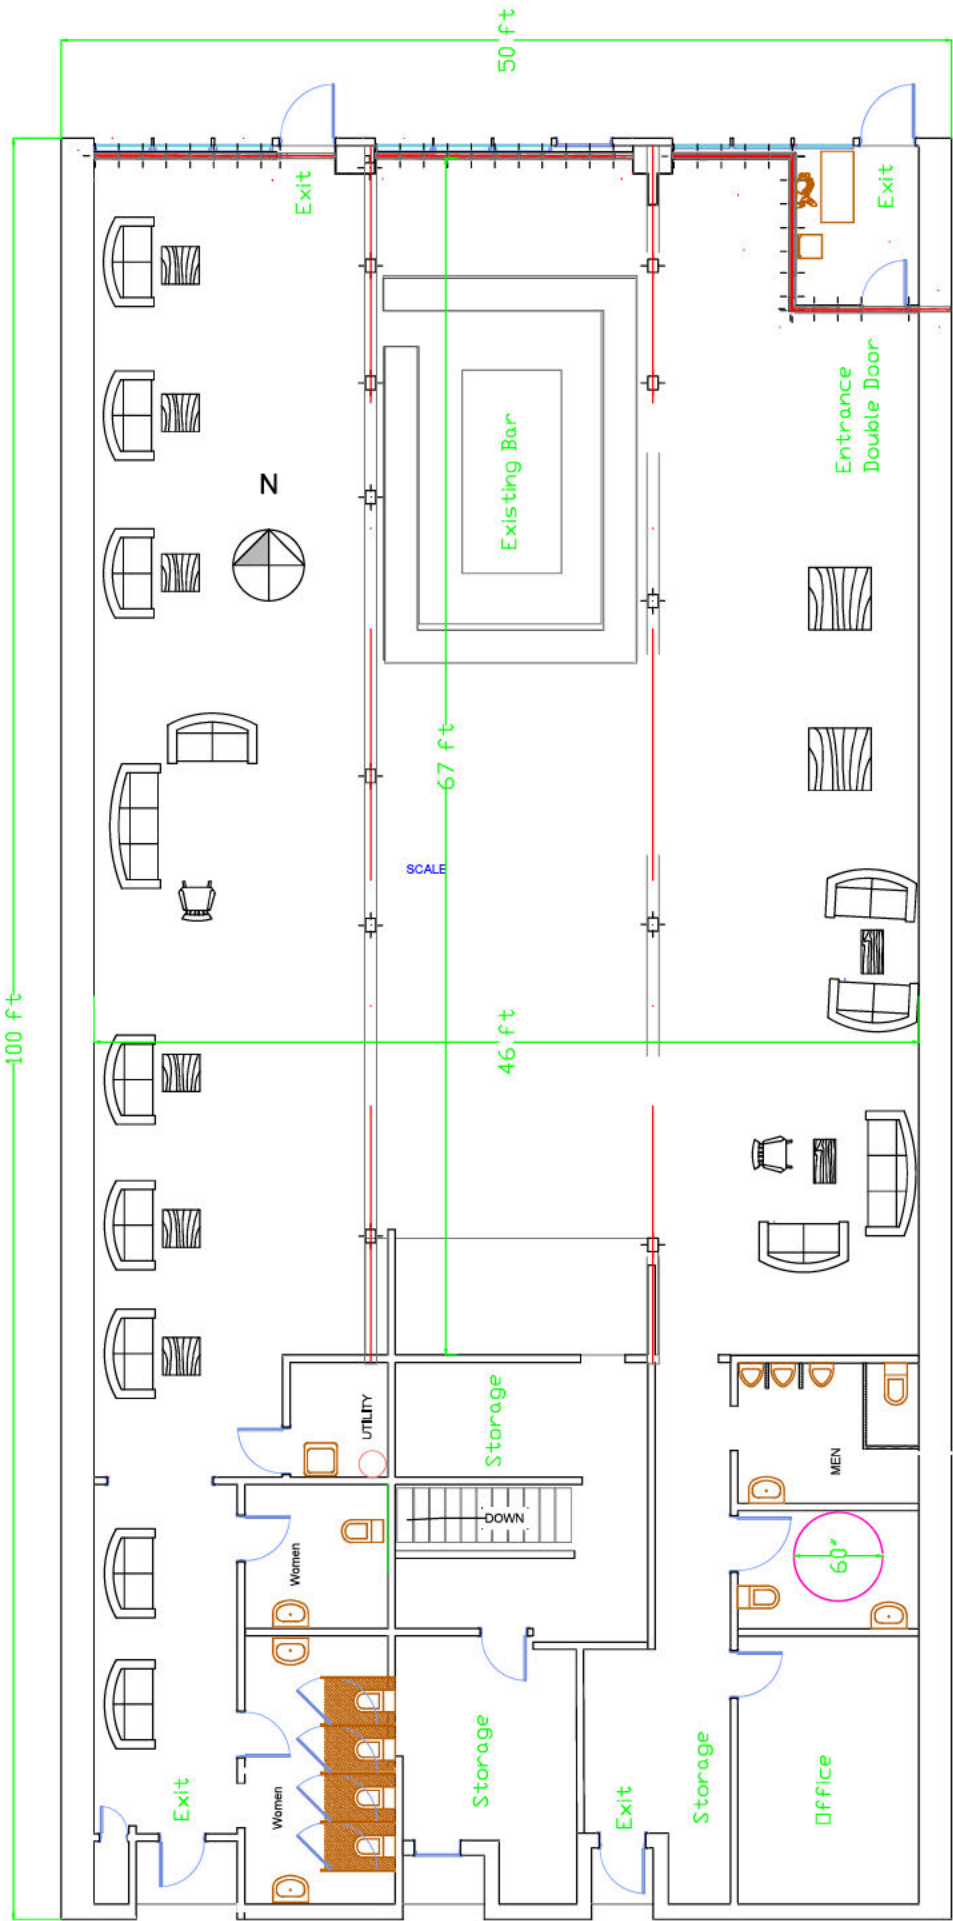 50 ft
Exit
Exit
Entrance
Double Door
Existing Bar
N
67 ft
SCALE
100 ft
46 ft
UTILITY
Storage
MEN
DOWN
Women
60"
Women
Exit
Storage
Exit
Storage
Office